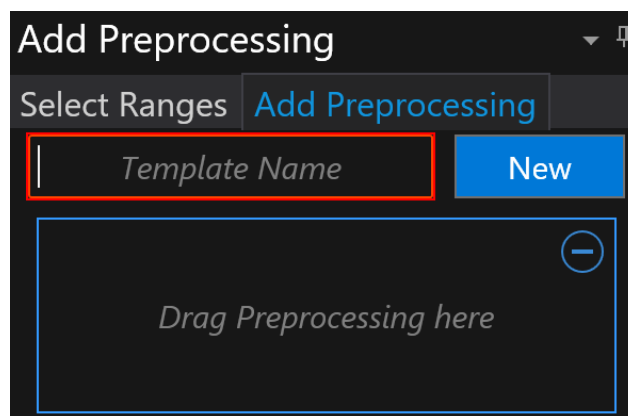 Add Preprocessing
Select Ranges Add Preprocessing
Template Name New
Drag Preprocessing here